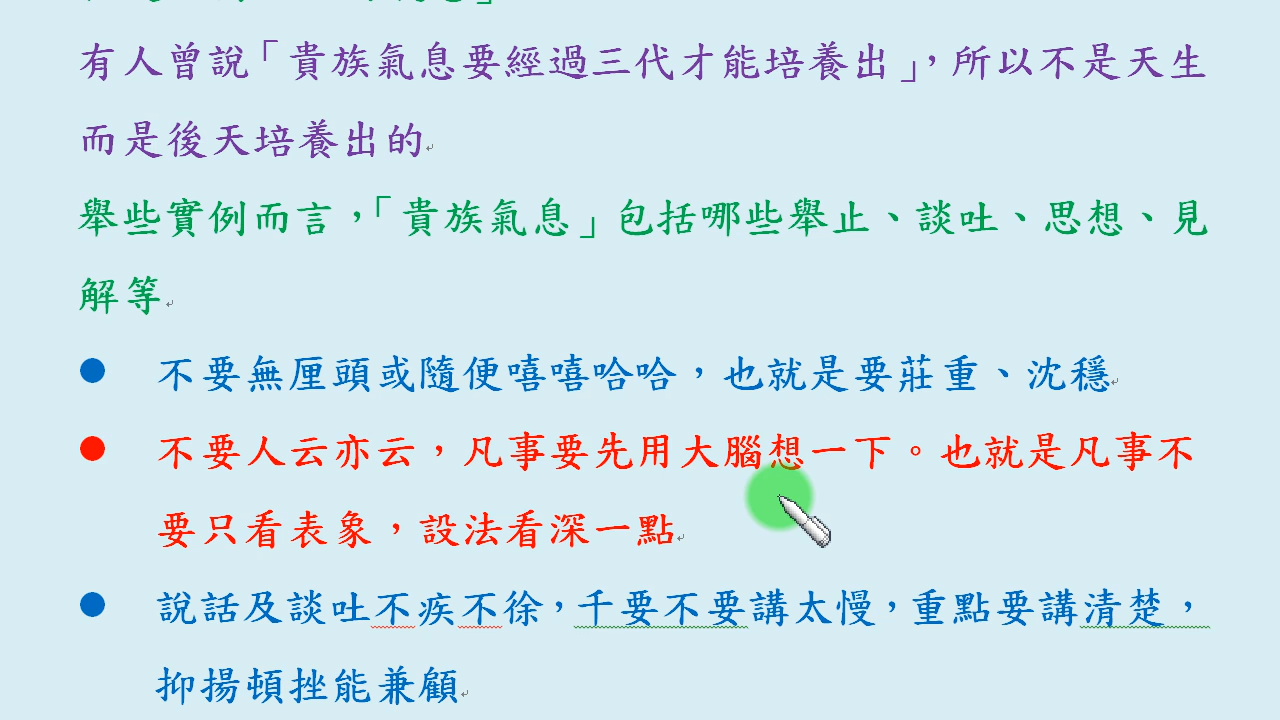 有人曾說「貴族氣息要經過三代才能培養出」，所以不是天生
而是後天培養出的
舉些實例而言，「貴族氣息」包括哪些舉止、談吐、思想、見
解等
● 不要無厘頭或隨便嘻嘻哈哈，也就是要莊重、沈穩
● 不要人云亦云，凡事要先用大腦想一下。也就是凡事不
要只看表象，設法看深一點
● 說話及談吐不疾不徐，千要不要講太慢，重點要講清楚，
抑揚頓挫能兼顧